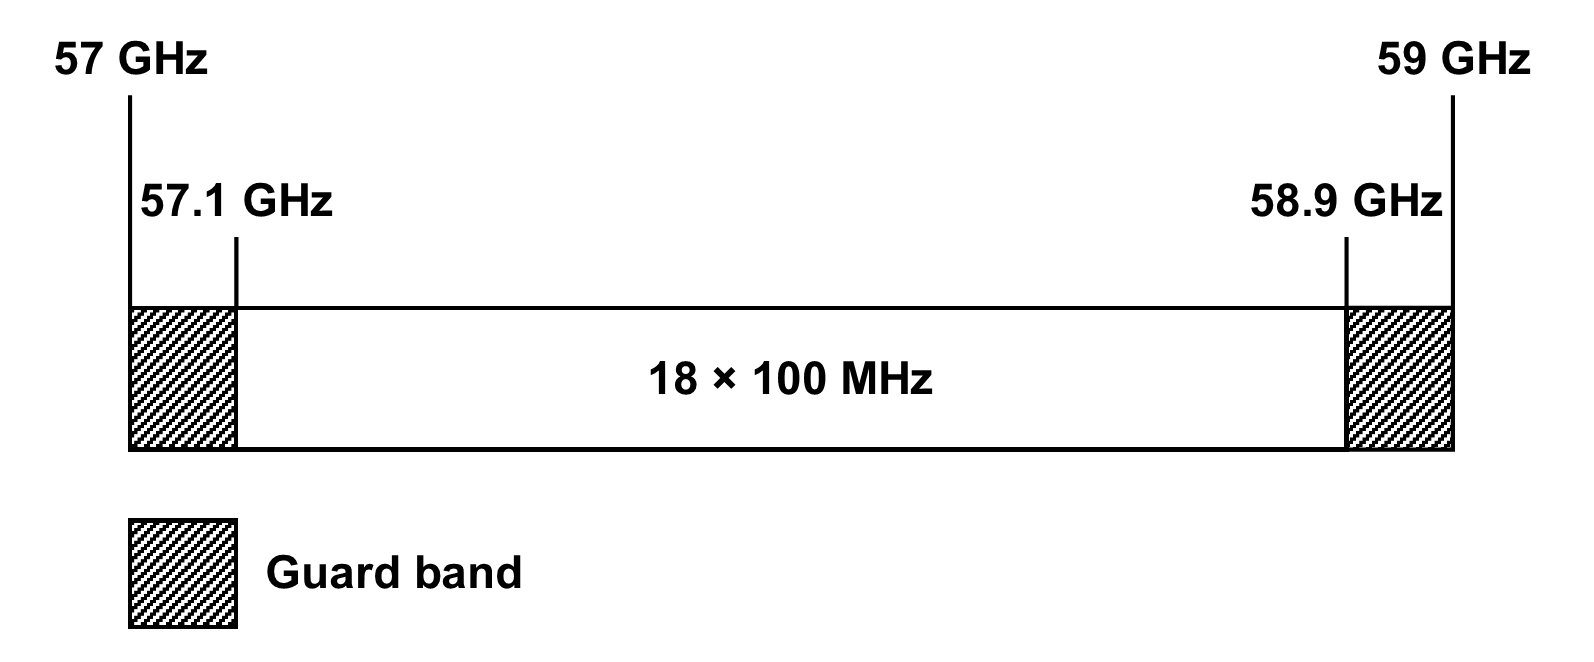 57 GHz
59 GHz
57.1 GHz
58.9 GHz
18 × 100 MHz
Guard band